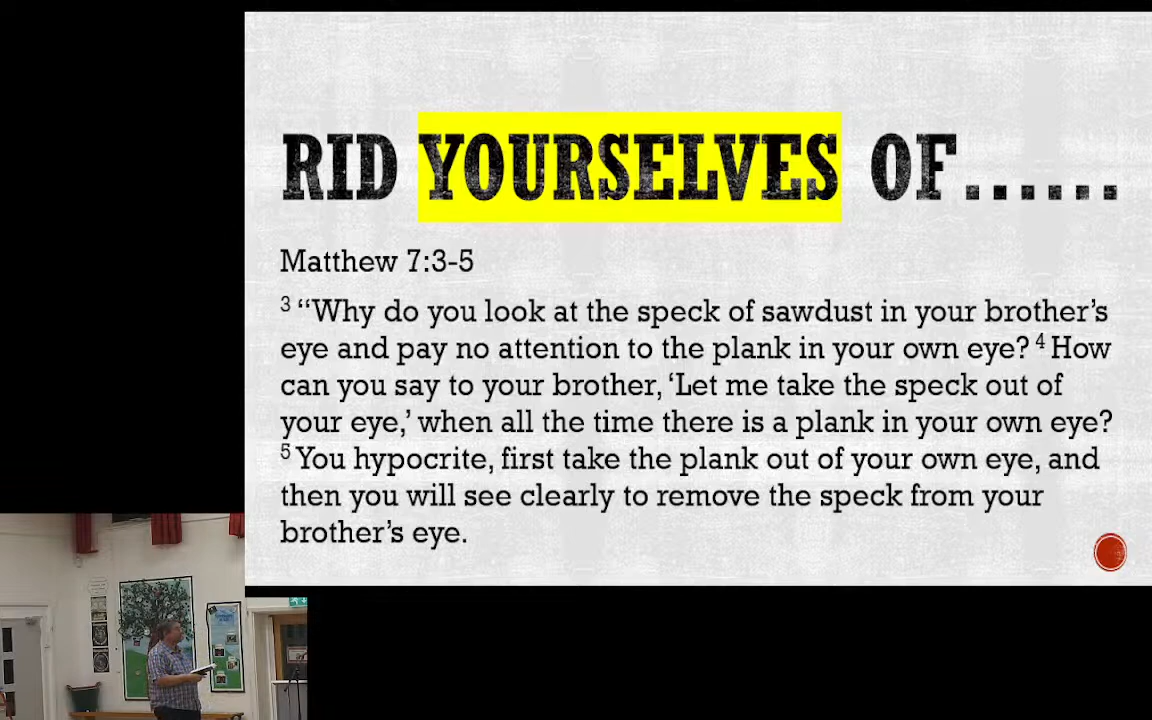 RID YOURSELVES OF......
Matthew 7:3-5
3 “Why do you look at the speck of sawdust in your brother’s
eye and pay no attention to the plank in your own eye? 4 How
can you say to your brother, ‘Let me take the speck out of
your eye,’ when all the time there is a plank in your own eye?
5 You hypocrite, first take the plank out of your own eye, and
then you will see clearly to remove the speck from your
brother’s eye.